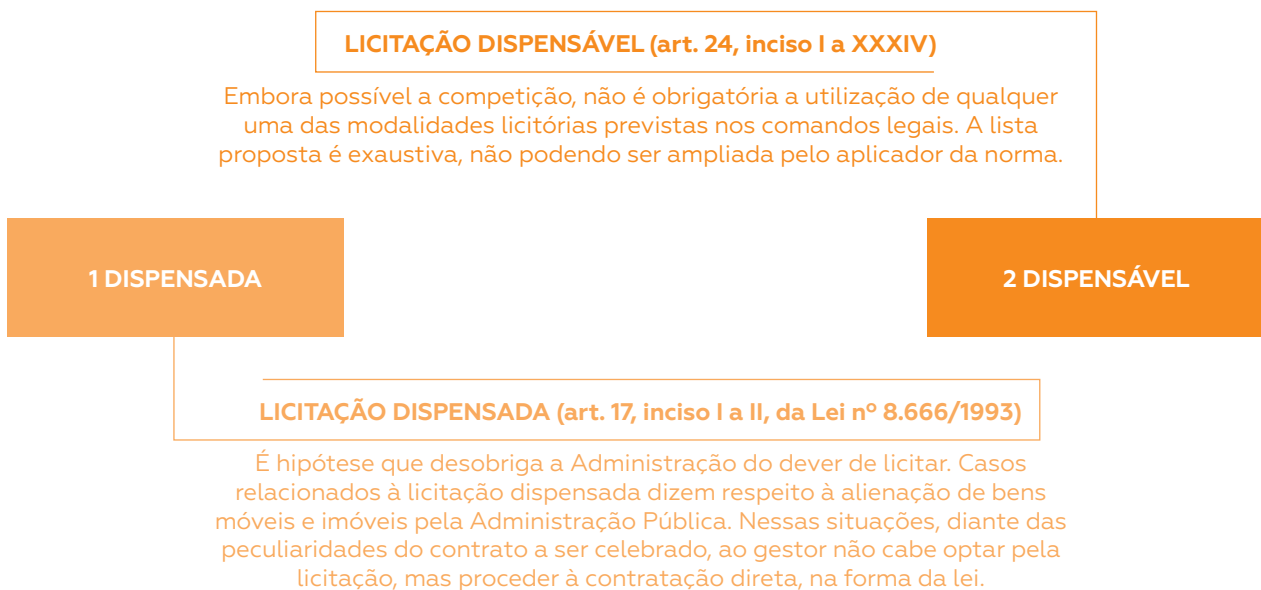 LICITAÇÃO DISPENSÁVEL (art. 24, inciso I a XXXIV)
Embora possível a competição, não é obrigatória a utilização de qualquer
uma das modalidades licitórias previstas nos comandos legais. A lista
proposta é exaustiva, não podendo ser ampliada pelo aplicador da norma.
1 DISPENSADA
2 DISPENSÁVEL
LICITAÇÃO DISPENSADA (art. 17, inciso I a II, da Lei nº 8.666/1993)
É hipótese que desobriga a Administração do dever de licitar. Casos
relacionados à licitação dispensada dizem respeito à alienação de bens
móveis e imóveis pela Administração Pública. Nessas situações, diante das
peculiaridades do contrato a ser celebrado, ao gestor não cabe optar pela
licitação, mas proceder à contratação direta, na forma da lei.